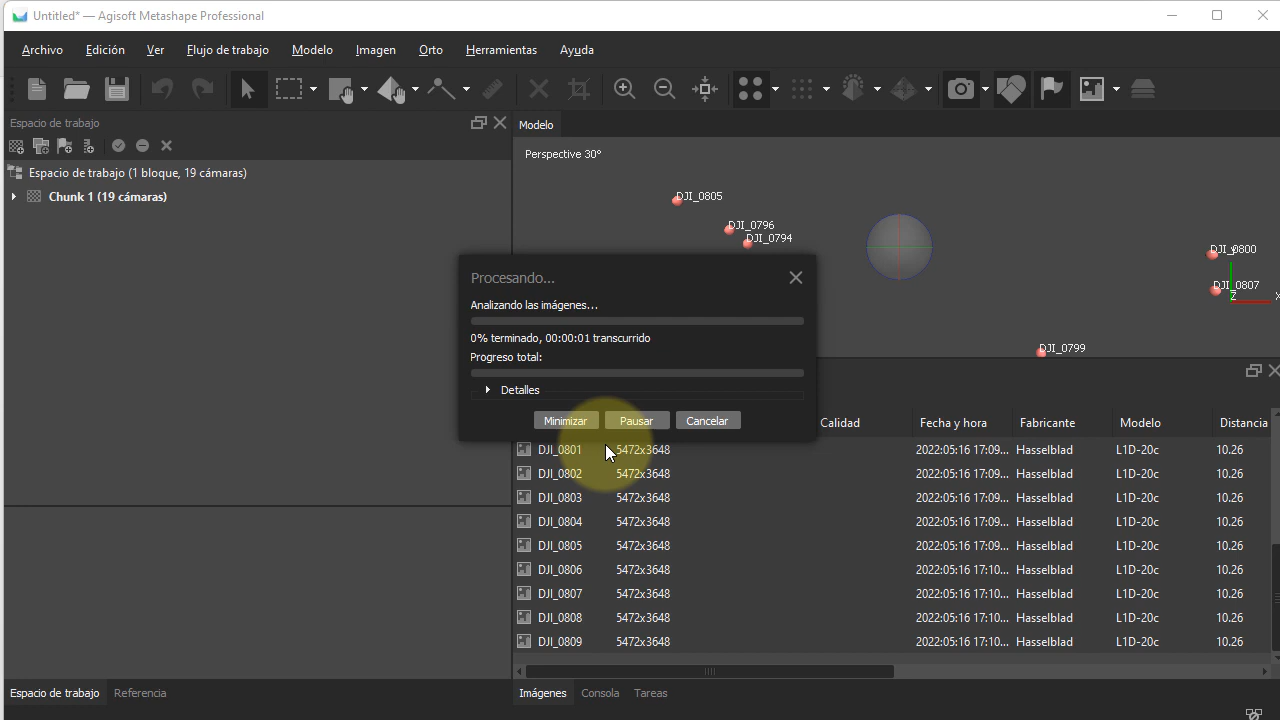 Untitled* — Agisoft Metashape Professional
Archivo Edición Ver Flujo de trabajo Modelo Imagen Orto Herramientas Ayuda
Espacio de trabajo
Modelo
Perspective 30°
Espacio de trabajo (1 bloque, 19 cámaras)
Chunk 1 (19 cámaras)
DJI_0805
DJI_0796
DJI_0794
DJI_0800
Y
DJI_0807
Z
X
DJI_0799
Procesando...
Analizando las imágenes...
0% terminado, 00:00:01 transcurrido
Progreso total:
Detalles
Minimizar Pausar Cancelar
Calidad Fecha y hora Fabricante Modelo Distancia
DJI_0801 5472x3648 2022:05:16 17:09... Hasselblad L1D-20c 10.26
DJI_0802 5472x3648 2022:05:16 17:09... Hasselblad L1D-20c 10.26
DJI_0803 5472x3648 2022:05:16 17:09... Hasselblad L1D-20c 10.26
DJI_0804 5472x3648 2022:05:16 17:09... Hasselblad L1D-20c 10.26
DJI_0805 5472x3648 2022:05:16 17:09... Hasselblad L1D-20c 10.26
DJI_0806 5472x3648 2022:05:16 17:10... Hasselblad L1D-20c 10.26
DJI_0807 5472x3648 2022:05:16 17:10... Hasselblad L1D-20c 10.26
DJI_0808 5472x3648 2022:05:16 17:10... Hasselblad L1D-20c 10.26
DJI_0809 5472x3648 2022:05:16 17:10... Hasselblad L1D-20c 10.26
Espacio de trabajo Referencia
Imágenes Consola Tareas